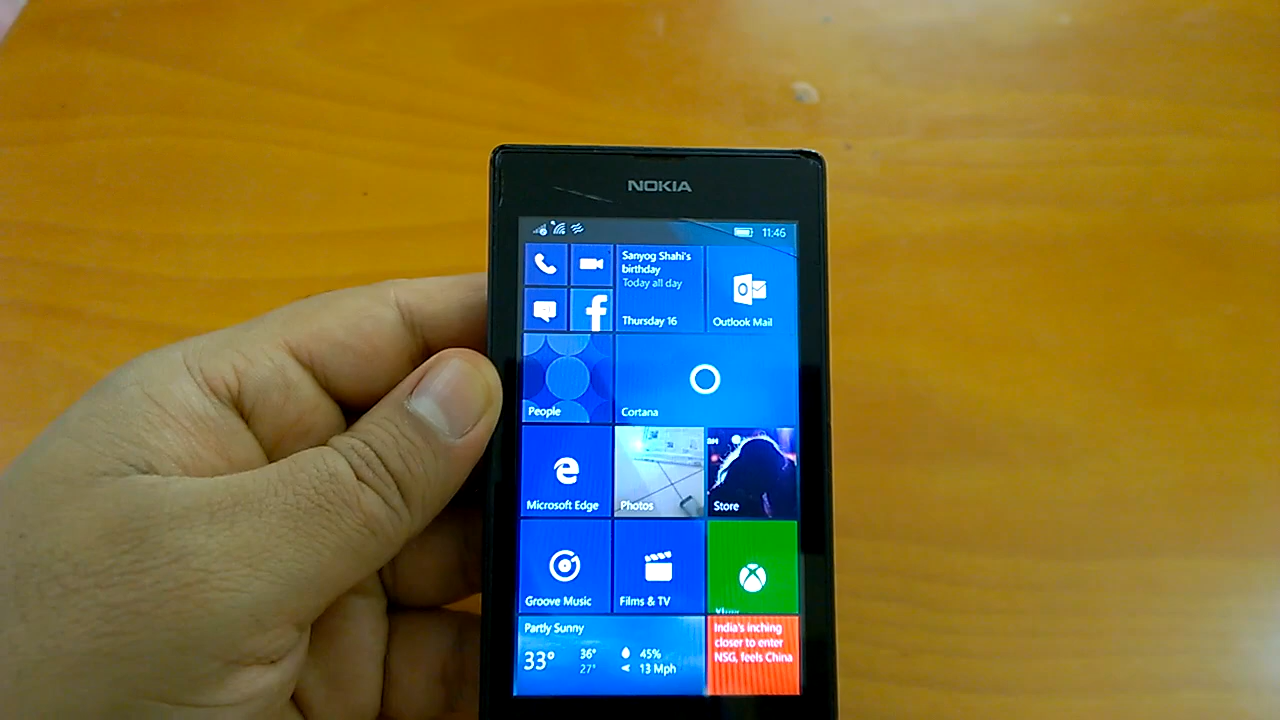 NOKIA
11:46
Sanyog Shahi's
birthday
Today all day
Thursday 16
Outlook Mail
People
Cortana
Microsoft Edge
Photos
Store
Groove Music
Films & TV
Partly Sunny
33°
36°
27°
45%
13 Mph
India's inching
closer to enter
NSG, feels China